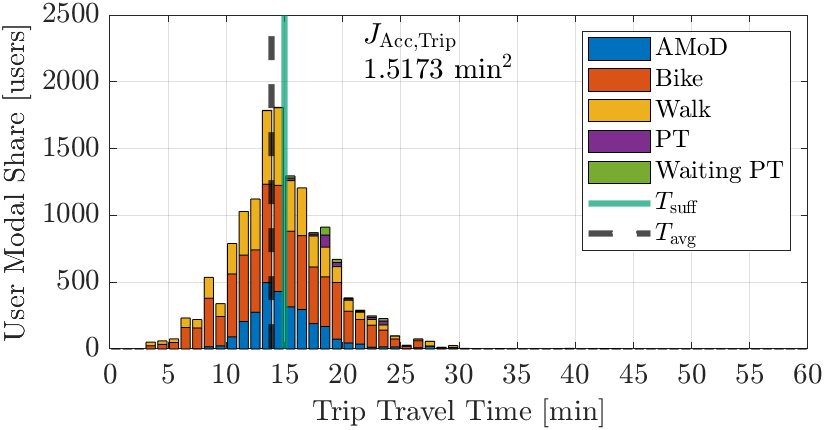 2500
2000
1500
1000
500
0
User Modal Share [users]
J_Acc,Trip
1.5173 min²
AMoD
Bike
Walk
PT
Waiting PT
T_suff
T_avg
0 5 10 15 20 25 30 35 40 45 50 55 60
Trip Travel Time [min]